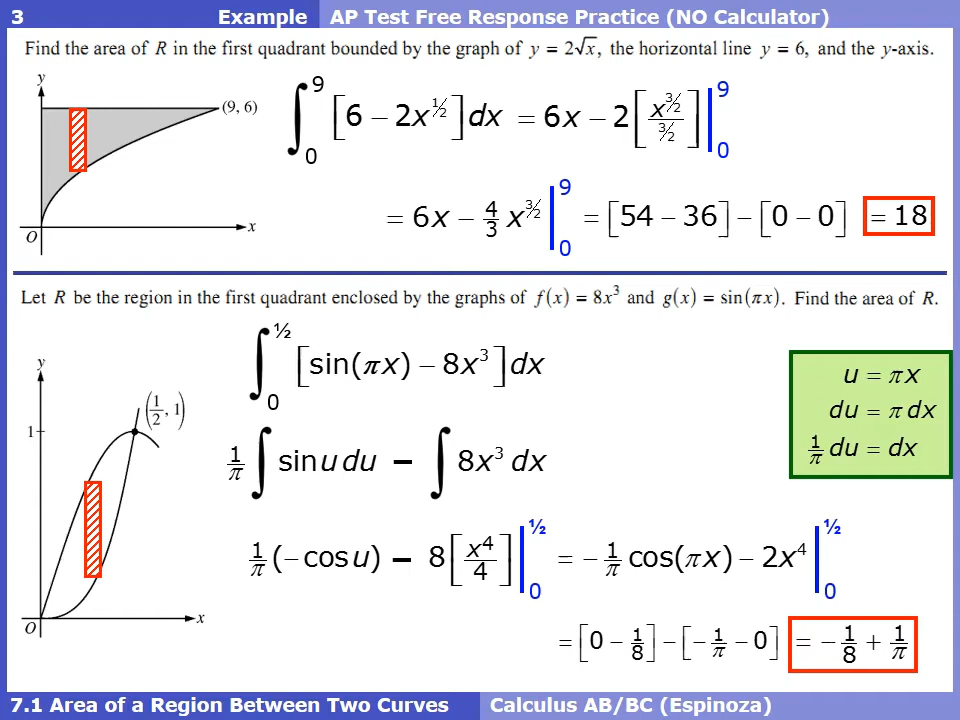 3 Example AP Test Free Response Practice (NO Calculator)
Find the area of R in the first quadrant bounded by the graph of y = 2√x, the horizontal line y = 6, and the y-axis.
y
(9, 6)
x
O
∫₀⁹ [6 − 2x^½] dx = 6x − 2[x^(3/2) / (3/2)] |₀⁹
= 6x − 4/3 x^(3/2) |₀⁹ = [54 − 36] − [0 − 0] = 18
Let R be the region in the first quadrant enclosed by the graphs of f(x) = 8x³ and g(x) = sin(πx). Find the area of R.
y
(1/2, 1)
1
x
O
∫₀^½ [sin(πx) − 8x³] dx
1/π ∫ sin u du − ∫ 8x³ dx
1/π (−cos u) − 8[x⁴/4] |₀^½ = −1/π cos(πx) − 2x⁴ |₀^½
= [0 − 1/8] − [−1/π − 0] = −1/8 + 1/π
u = πx
du = π dx
1/π du = dx
7.1 Area of a Region Between Two Curves Calculus AB/BC (Espinoza)